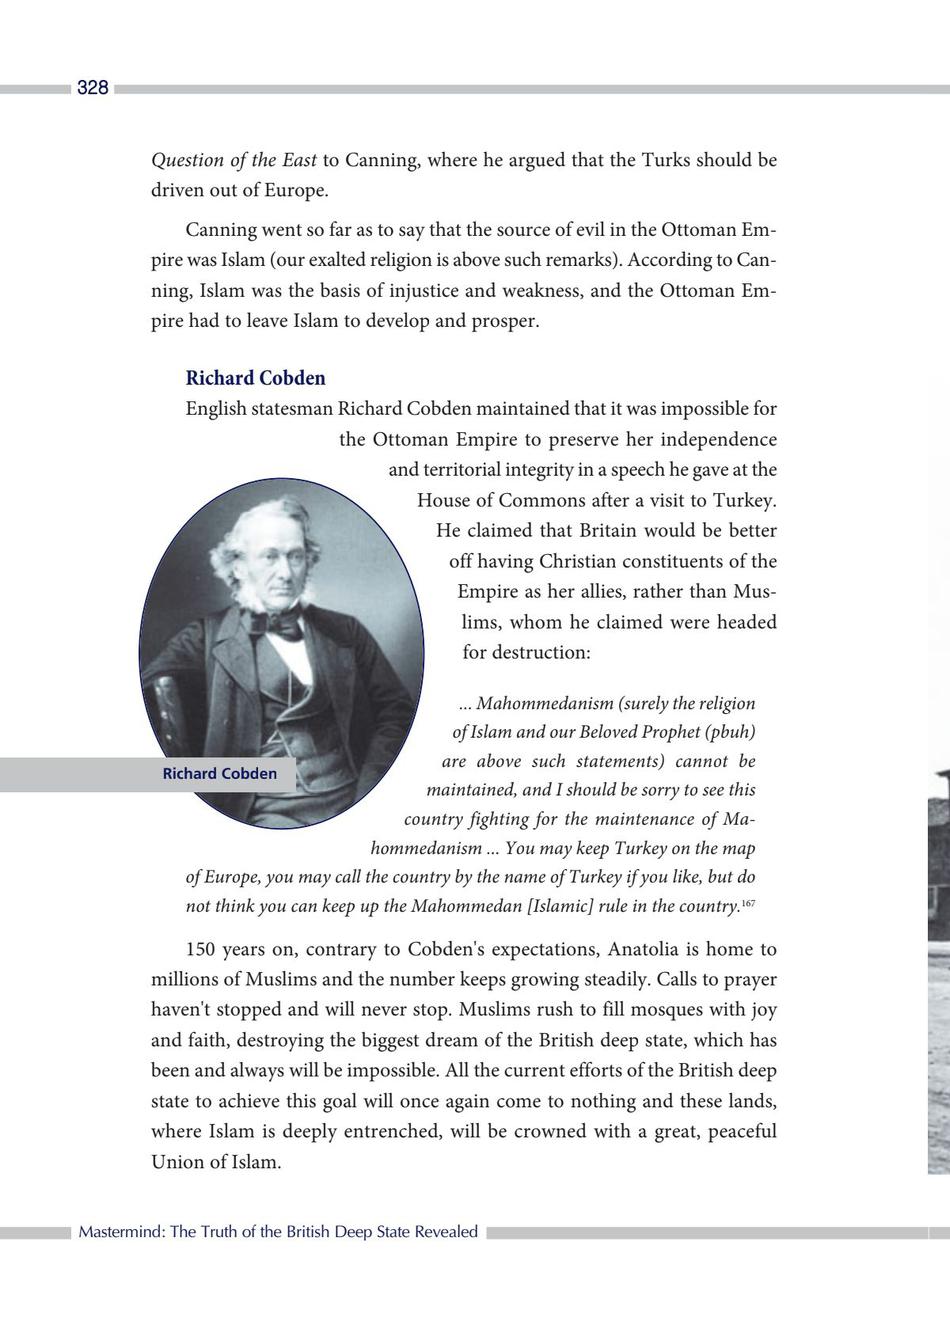 328
Question of the East to Canning, where he argued that the Turks should be
driven out of Europe.
Canning went so far as to say that the source of evil in the Ottoman Em-
pire was Islam (our exalted religion is above such remarks). According to Can-
ning, Islam was the basis of injustice and weakness, and the Ottoman Em-
pire had to leave Islam to develop and prosper.
Richard Cobden
English statesman Richard Cobden maintained that it was impossible for
the Ottoman Empire to preserve her independence
and territorial integrity in a speech he gave at the
House of Commons after a visit to Turkey.
He claimed that Britain would be better
off having Christian constituents of the
Empire as her allies, rather than Mus-
lims, whom he claimed were headed
for destruction:
... Mahommedanism (surely the religion
of Islam and our Beloved Prophet (pbuh)
are above such statements) cannot be
maintained, and I should be sorry to see this
country fighting for the maintenance of Ma-
hommedanism ... You may keep Turkey on the map
of Europe, you may call the country by the name of Turkey if you like, but do
not think you can keep up the Mahommedan [Islamic] rule in the country.167
Richard Cobden
150 years on, contrary to Cobden's expectations, Anatolia is home to
millions of Muslims and the number keeps growing steadily. Calls to prayer
haven't stopped and will never stop. Muslims rush to fill mosques with joy
and faith, destroying the biggest dream of the British deep state, which has
been and always will be impossible. All the current efforts of the British deep
state to achieve this goal will once again come to nothing and these lands,
where Islam is deeply entrenched, will be crowned with a great, peaceful
Union of Islam.
Mastermind: The Truth of the British Deep State Revealed